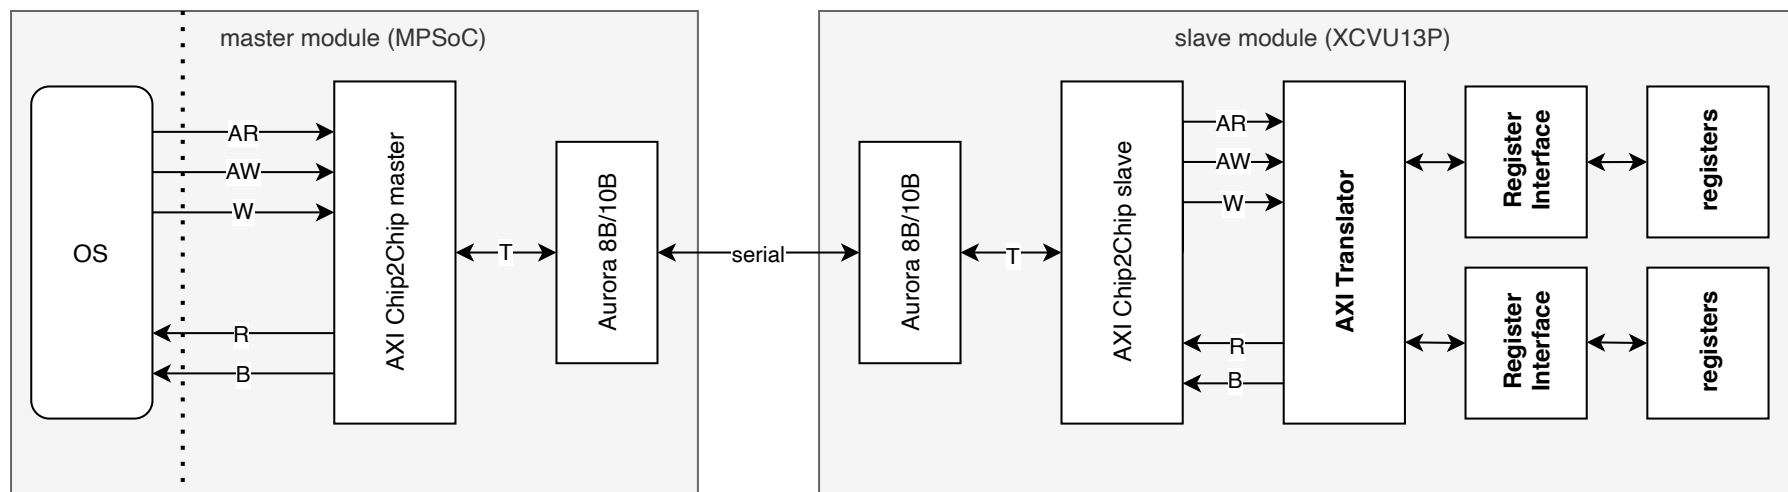 master module (MPSoC)
OS
AR
AW
W
R
B
AXI Chip2Chip master
T
Aurora 8B/10B
serial
slave module (XCVU13P)
Aurora 8B/10B
T
AXI Chip2Chip slave
AR
AW
W
R
B
AXI Translator
Register
Interface
registers
Register
Interface
registers